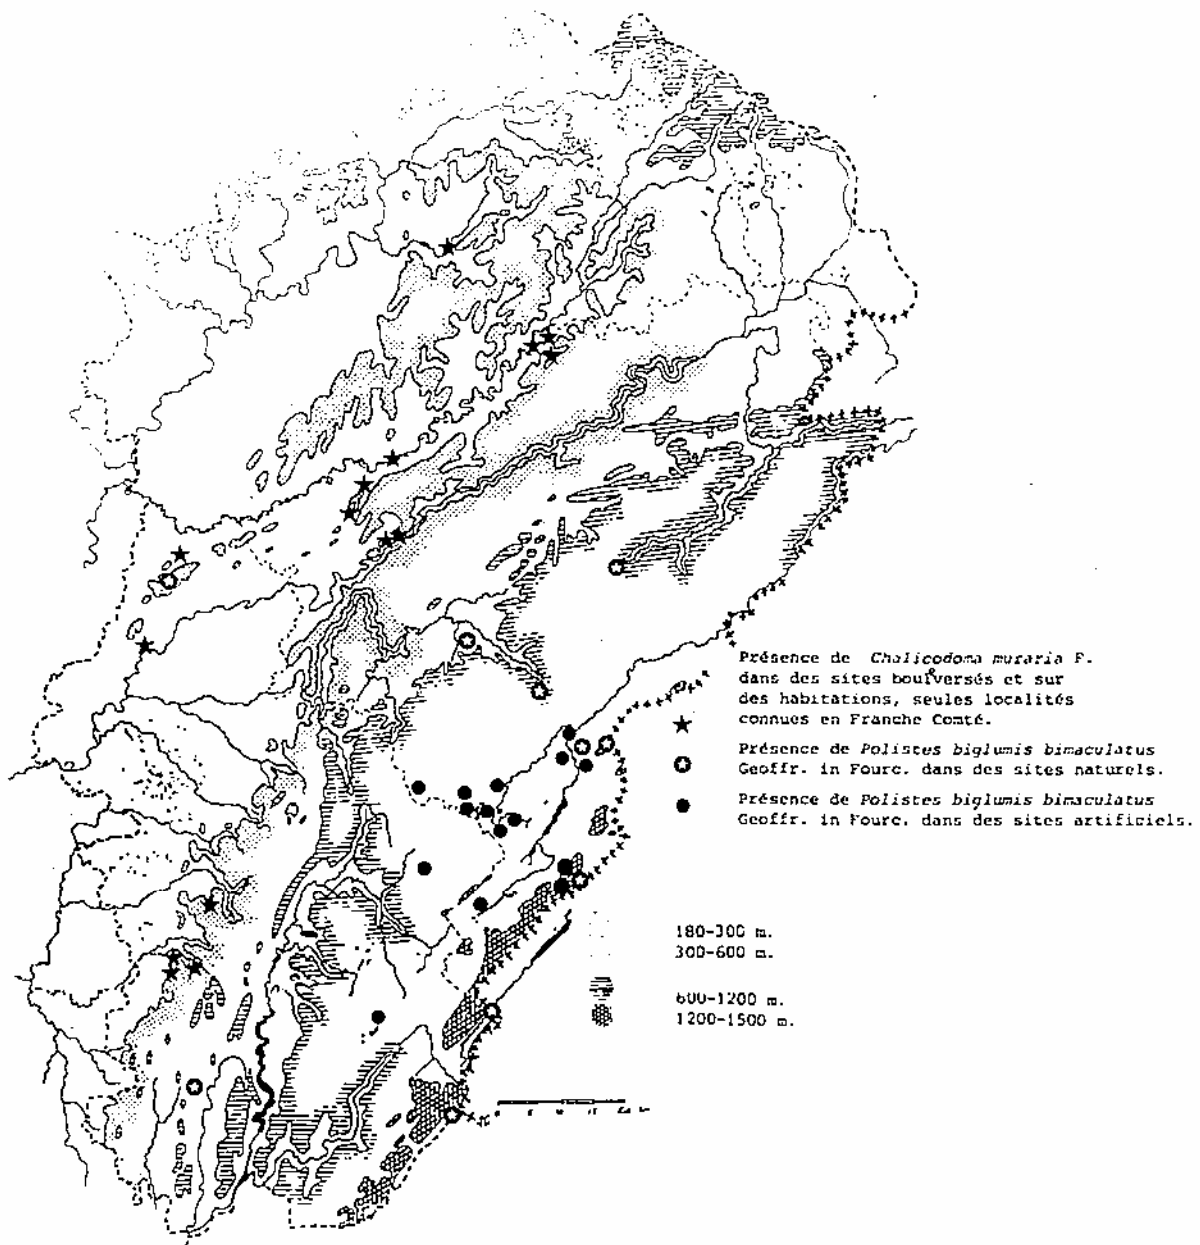 Présence de Chalicodoma muraria F.
dans des sites bouversés et sur
des habitations, seules localités
connues en Franche Comté.
Présence de Polistes biglumis bimaculatus
Geoffr. in Fourc. dans des sites naturels.
Présence de Polistes biglumis bimaculatus
Geoffr. in Fourc. dans des sites artificiels.
180-300 m.
300-600 m.
600-1200 m.
1200-1500 m.